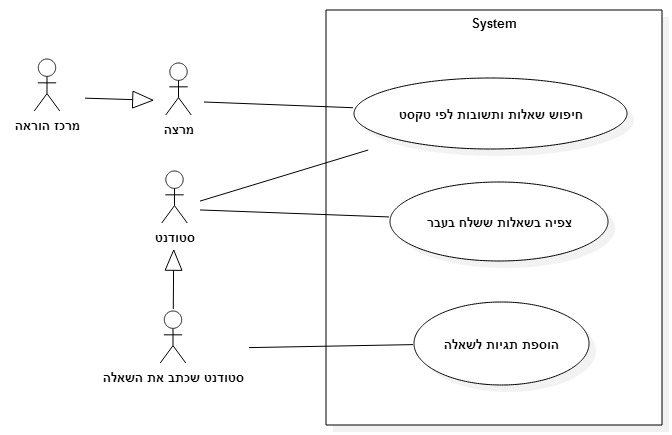 System
חיפוש שאלות ותשובות לפי טקסט
מרצה
מרכז הוראה
צפיה בשאלות ששלח בעבר
סטודנט
הוספת תגיות לשאלה
סטודנט שכתב את השאלה